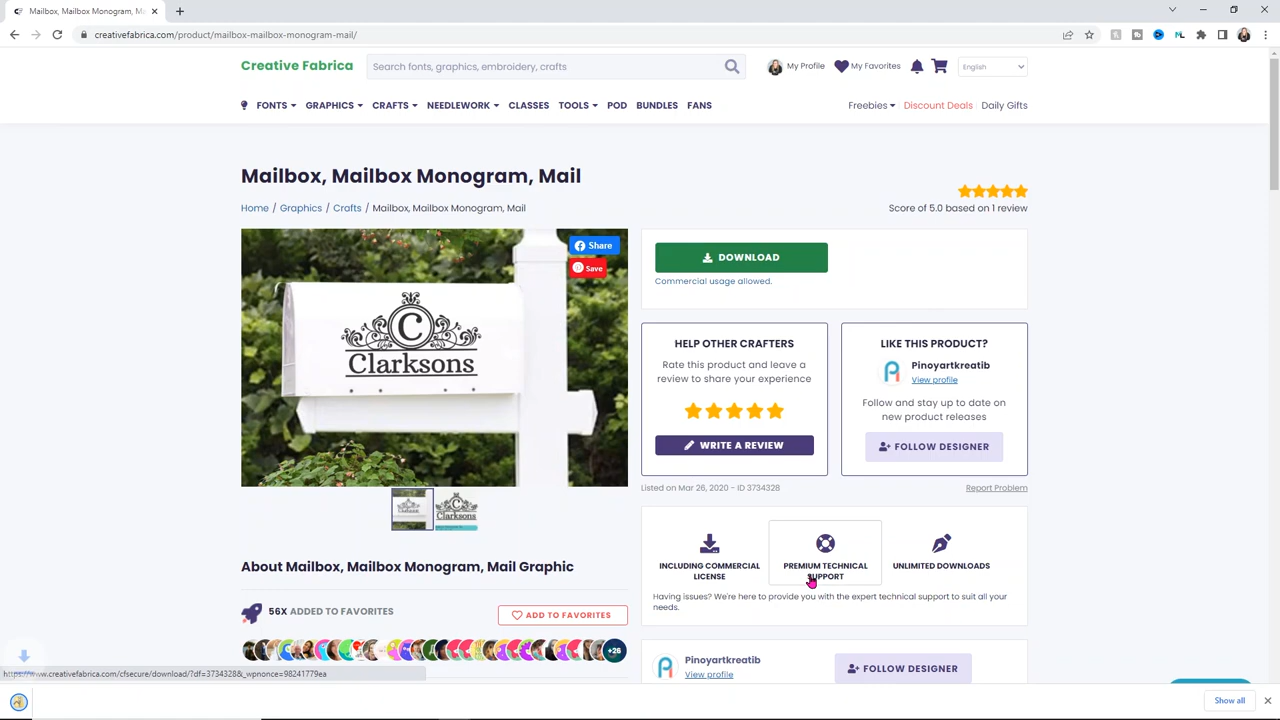 Mailbox, Mailbox Monogram, Ma
creativefabrica.com/product/mailbox-mailbox-monogram-mail/
Creative Fabrica
Search fonts, graphics, embroidery, crafts
My Profile
My Favorites
English
FONTS
GRAPHICS
CRAFTS
NEEDLEWORK
CLASSES
TOOLS
POD
BUNDLES
FANS
Freebies
Discount Deals
Daily Gifts
Mailbox, Mailbox Monogram, Mail
Home / Graphics / Crafts / Mailbox, Mailbox Monogram, Mail
Score of 5.0 based on 1 review
Share
Save
C
Clarksons
Clarksons
DOWNLOAD
Commercial usage allowed.
HELP OTHER CRAFTERS
Rate this product and leave a
review to share your experience
WRITE A REVIEW
LIKE THIS PRODUCT?
Pinoyartkreatib
View profile
Follow and stay up to date on
new product releases
FOLLOW DESIGNER
Listed on Mar 26, 2020 - ID 3734328
Report Problem
INCLUDING COMMERCIAL
LICENSE
PREMIUM TECHNICAL
SUPPORT
UNLIMITED DOWNLOADS
Having issues? We're here to provide you with the expert technical support to suit all your
needs.
About Mailbox, Mailbox Monogram, Mail Graphic
56X ADDED TO FAVORITES
ADD TO FAVORITES
+26
Pinoyartkreatib
View profile
FOLLOW DESIGNER
https://www.creativefabrica.com/cfsecure/download/?df=3734328&_wpnonce=98241779ea
Show all